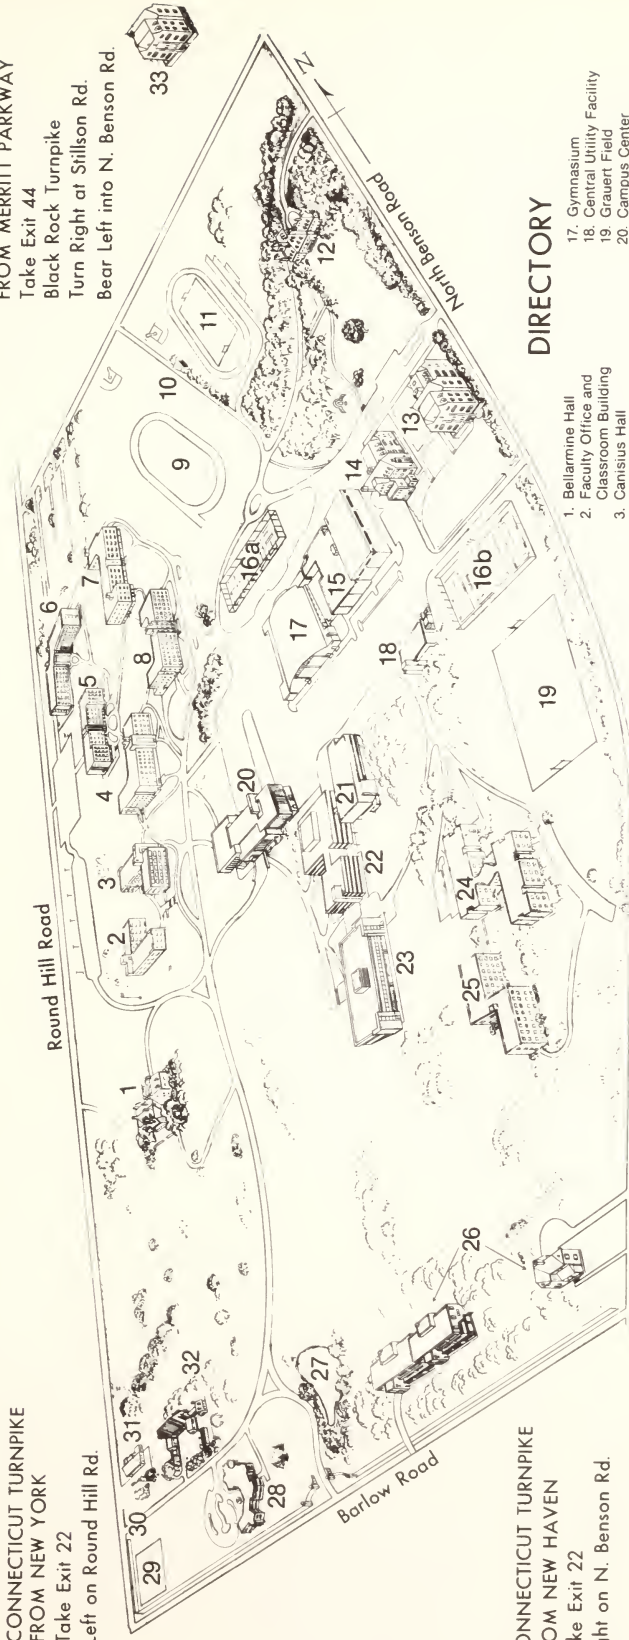 FROM MERRITT PARKWAY
Take Exit 44
Black Rock Turnpike
Turn Right at Stillson Rd.
Bear Left into N. Benson Rd.
CONNECTICUT TURNPIKE
FROM NEW YORK
Take Exit 22
Left on Round Hill Rd.
CONNECTICUT TURNPIKE
FROM NEW HAVEN
Take Exit 22
Right on N. Benson Rd.
Round Hill Road
Barlow Road
North Benson Road
N
1
2
3
4
5
6
7
8
9
10
11
12
13
14
15
16a
16b
17
18
19
20
21
22
23
24
25
26
27
28
29
30
31
32
33
DIRECTORY
1. Bellarmine Hall
2. Faculty Office and
Classroom Building
3. Canisius Hall
17. Gymnasium
18. Central Utility Facility
19. Grauert Field
20. Campus Center